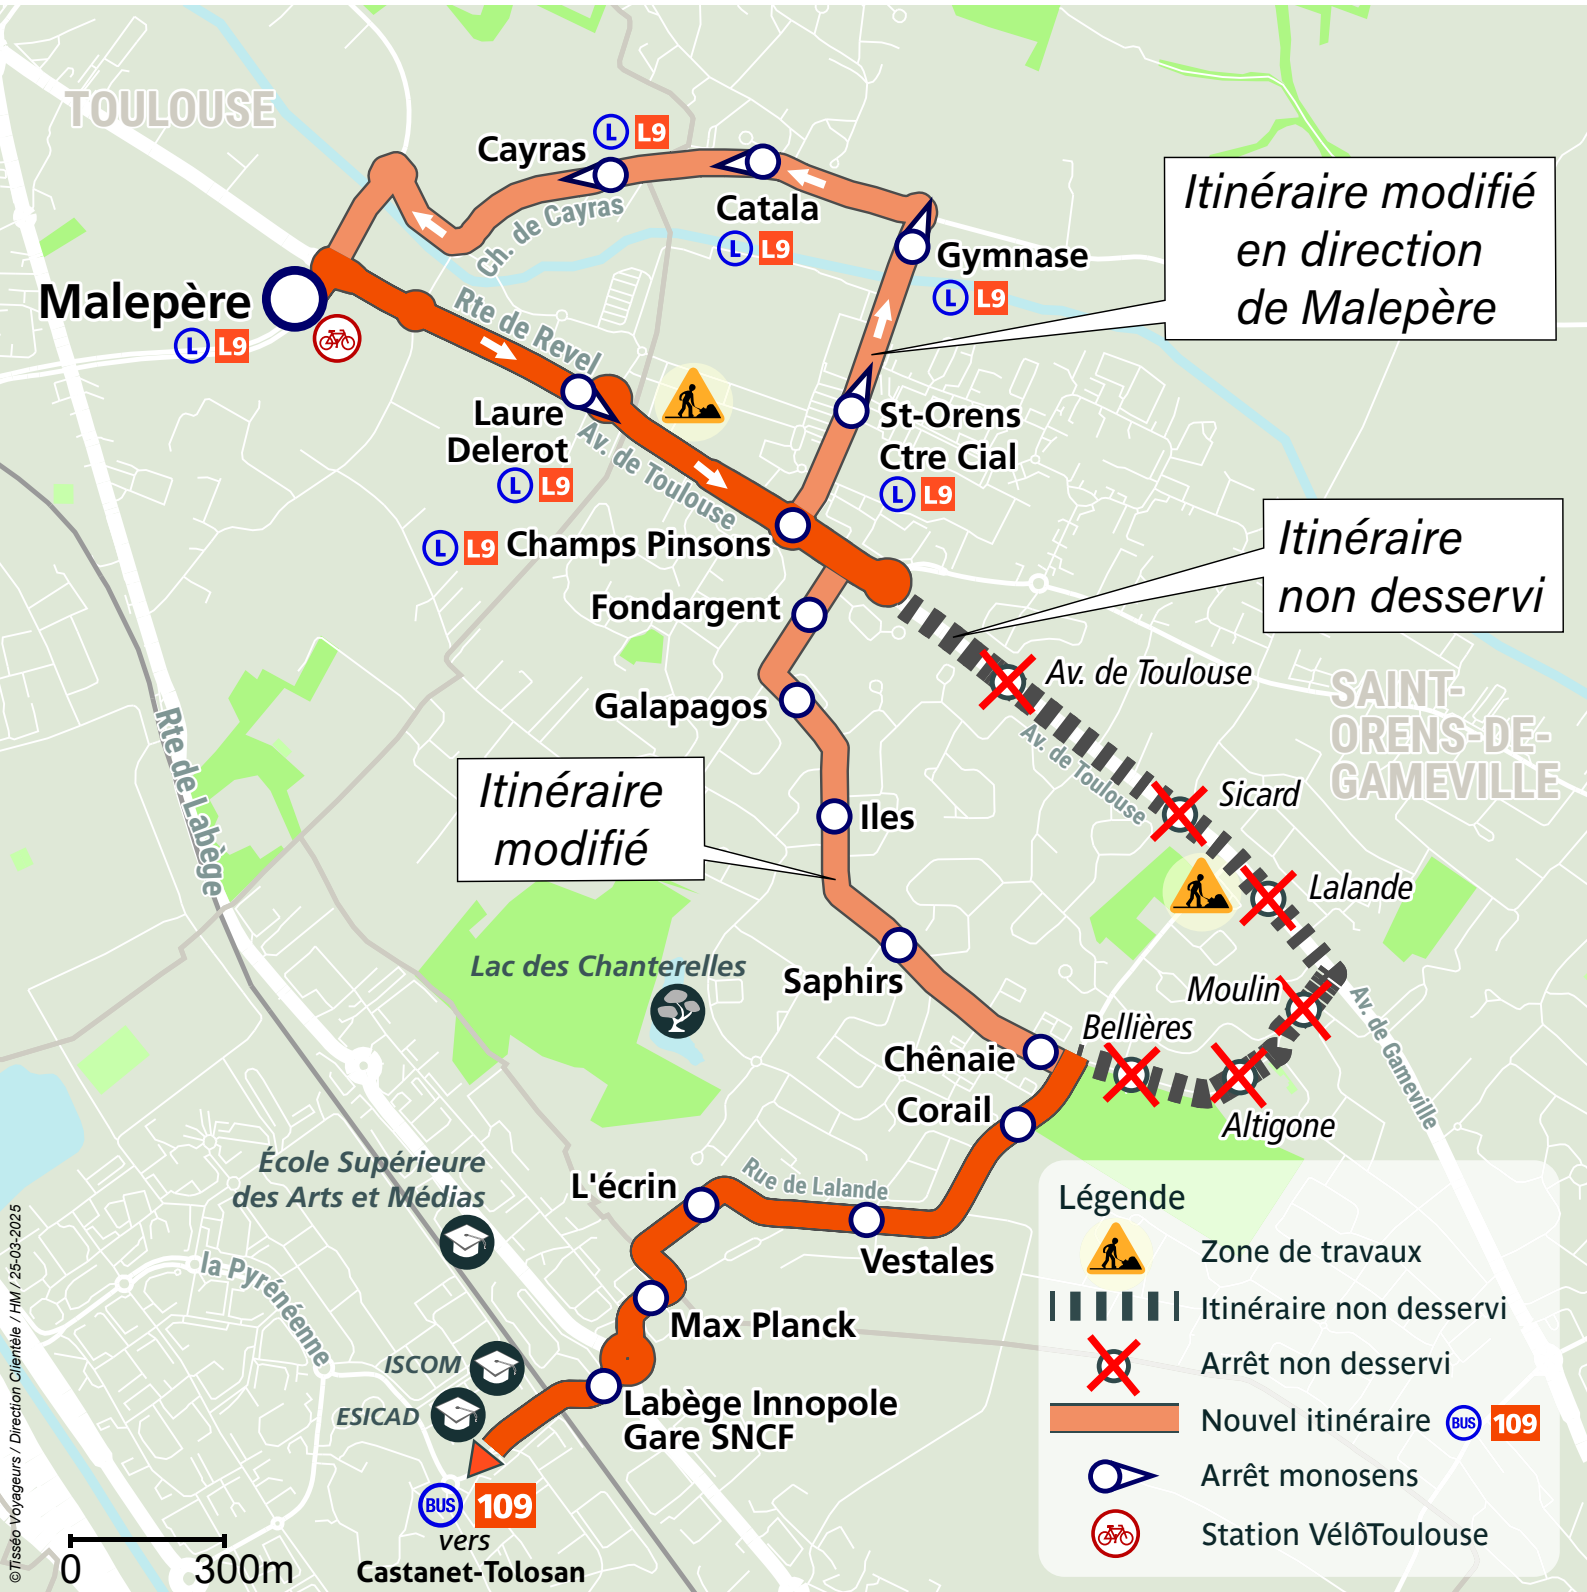 TOULOUSE
Cayras
L L9
Ch. de Cayras
Catala
L L9
Gymnase
L L9
Itinéraire modifié
en direction
de Malepère
Malepère
L L9
Rte de Revel
Laure
Delerot
L L9
Av. de Toulouse
St-Orens
Ctre Cial
L L9
L L9 Champs Pinsons
Itinéraire
non desservi
Fondargent
Galapagos
Av. de Toulouse
Av. de Toulouse
SAINT-
ORENS-DE-
GAMEVILLE
Rte de Labège
Itinéraire
modifié
Iles
Sicard
Lalande
Lac des Chanterelles
Saphirs
Moulin
Bellières
Av. de Gameville
Chênaie
Corail
Altigone
École Supérieure
des Arts et Médias
L'écrin
Rue de Lalande
Vestales
la Pyrénéenne
Max Planck
ISCOM
ESICAD
Labège Innopole
Gare SNCF
BUS 109
vers
Castanet-Tolosan
0 300m
Légende
Zone de travaux
Itinéraire non desservi
Arrêt non desservi
Nouvel itinéraire BUS 109
Arrêt monosens
Station VélôToulouse
©Tisséo Voyageurs / Direction Clientèle / HM / 25-03-2025